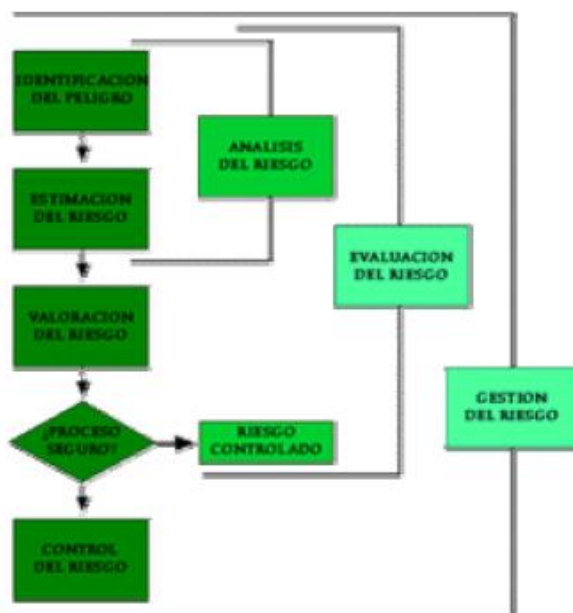 IDENTIFICACION
DEL PELIGRO
ANALISIS
DEL RIESGO
ESTIMACION
DEL RIESGO
EVALUACION
DEL RIESGO
VALORACION
DEL RIESGO
GESTION
DEL RIESGO
¿PROCESO
SEGURO?
RIESGO
CONTROLADO
CONTROL
DEL RIESGO